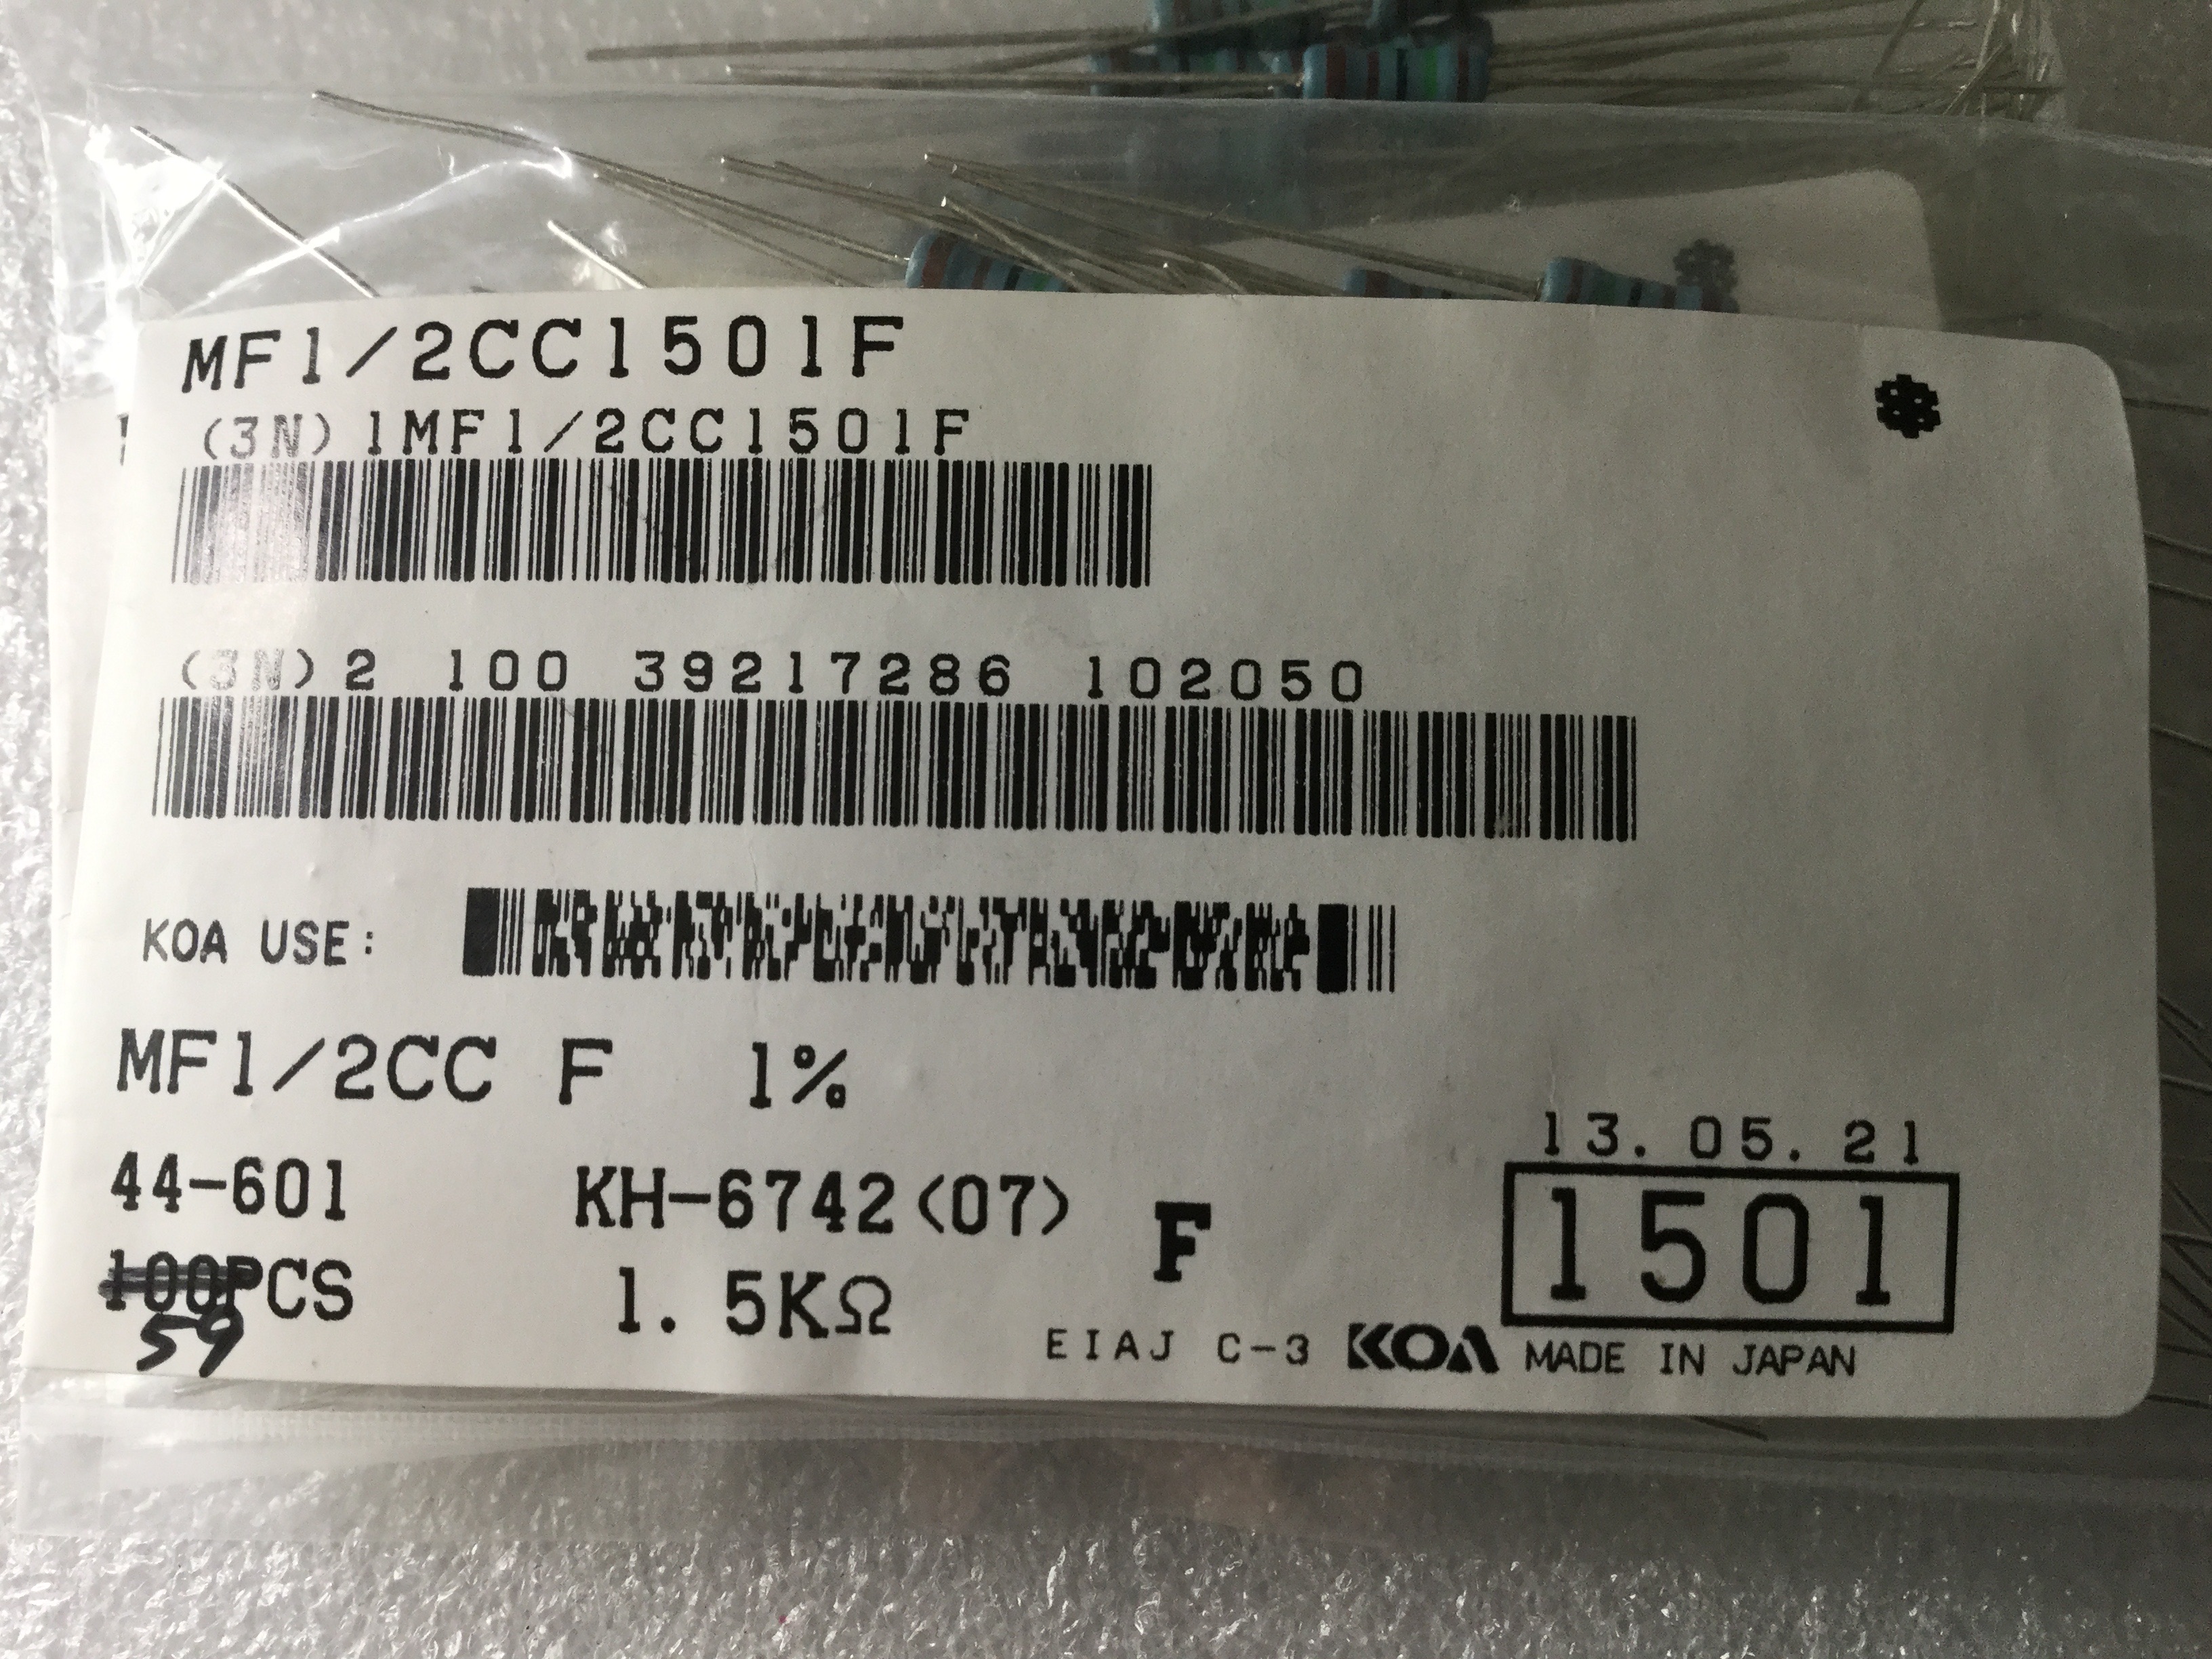 MF1/2CC1501F
(3N)1MF1/2CC1501F
(3N)2 100 39217286 102050
KOA USE:
MF1/2CC F 1%
13.05.21
44-601 KH-6742(07) F 1501
100PCS 1.5KΩ
59
EIAJ C-3 KOA MADE IN JAPAN